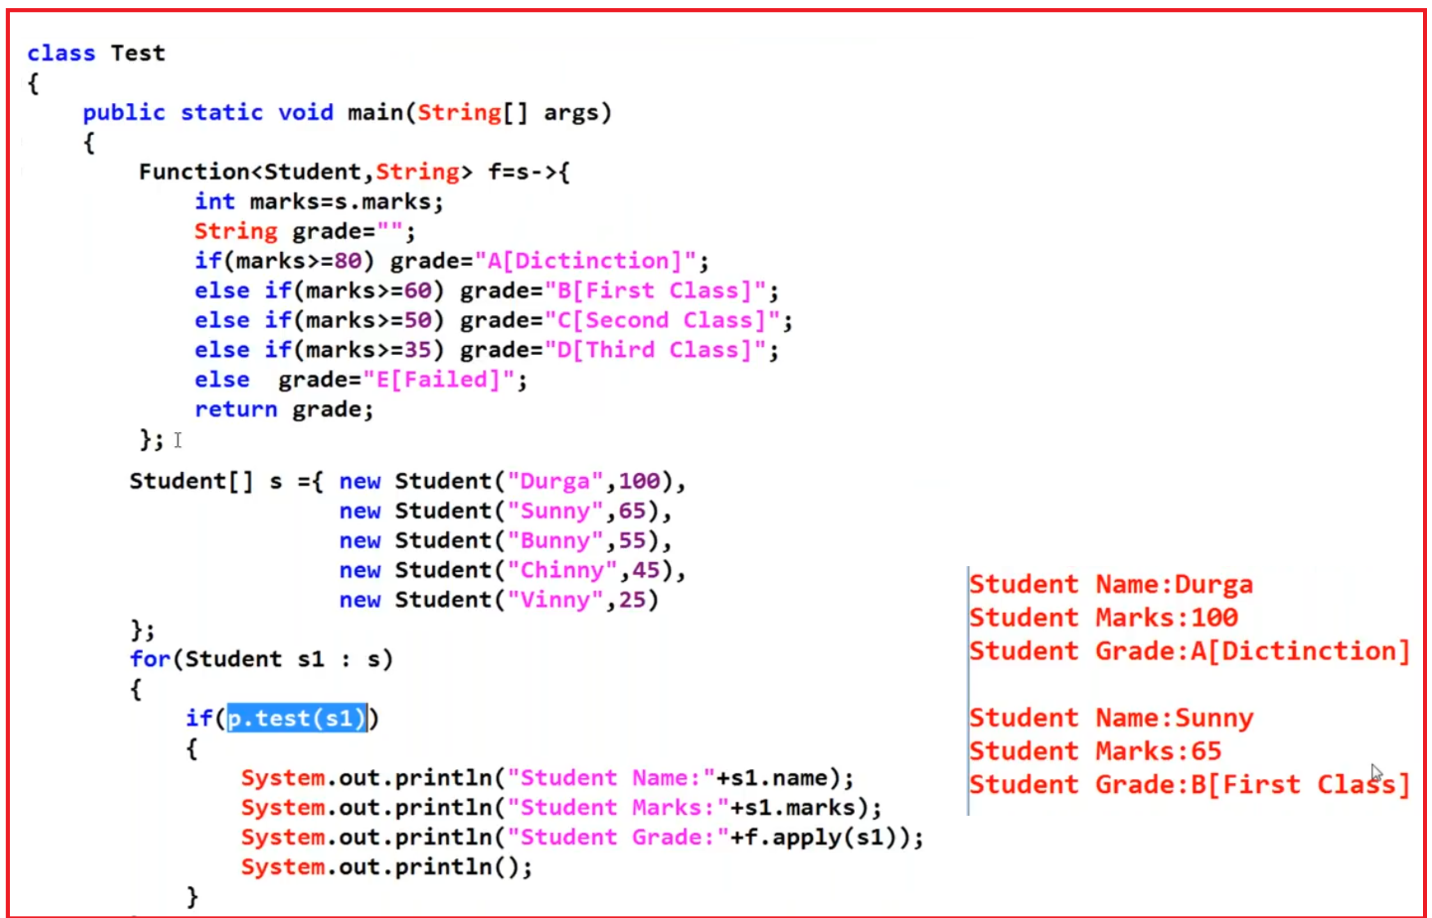 class Test
{
public static void main(String[] args)
{
Function<Student,String> f=s->{
int marks=s.marks;
String grade="";
if(marks>=80) grade="A[Dictinction]";
else if(marks>=60) grade="B[First Class]";
else if(marks>=50) grade="C[Second Class]";
else if(marks>=35) grade="D[Third Class]";
else  grade="E[Failed]";
return grade;
};
Student[] s ={ new Student("Durga",100),
new Student("Sunny",65),
new Student("Bunny",55),
new Student("Chinny",45),
new Student("Vinny",25)
};
for(Student s1 : s)
{
if(p.test(s1))
{
System.out.println("Student Name:"+s1.name);
System.out.println("Student Marks:"+s1.marks);
System.out.println("Student Grade:"+f.apply(s1));
System.out.println();
}
Student Name:Durga
Student Marks:100
Student Grade:A[Dictinction]
Student Name:Sunny
Student Marks:65
Student Grade:B[First Class]